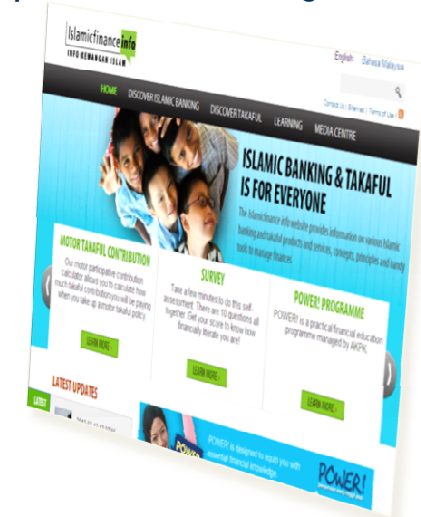 Islamicfinanceinfo
INFO KEWANGAN ISLAM
English Bahasa Malaysia
Contact Us | Sitemap | Terms of Use |
HOME DISCOVER ISLAMIC BANKING DISCOVER TAKAFUL LEARNING MEDIA CENTRE
ISLAMIC BANKING & TAKAFUL
IS FOR EVERYONE
The Islamicfinance info website provides information on various Islamic
banking and takaful products and services, concepts, principles and handy
tools to manage finances
MOTOR TAKAFUL CONTRIBUTION
Our motor participative contribution
calculate allows you to calculate how
much takaful contribution you will be paying
when you take up a motor takaful policy
LEARN MORE ›
SURVEY
Take a few minutes to do this self-
assessment. There are 10 questions all
together. Get your score to know how
financially literate you are!
LEARN MORE ›
POWER! PROGRAMME
POWER! is a practical financial education
programme managed by AKPK.
LEARN MORE ›
LATEST UPDATES
LATEST
POWER! is designed to equip you with
essential financial knowledge
POWER!